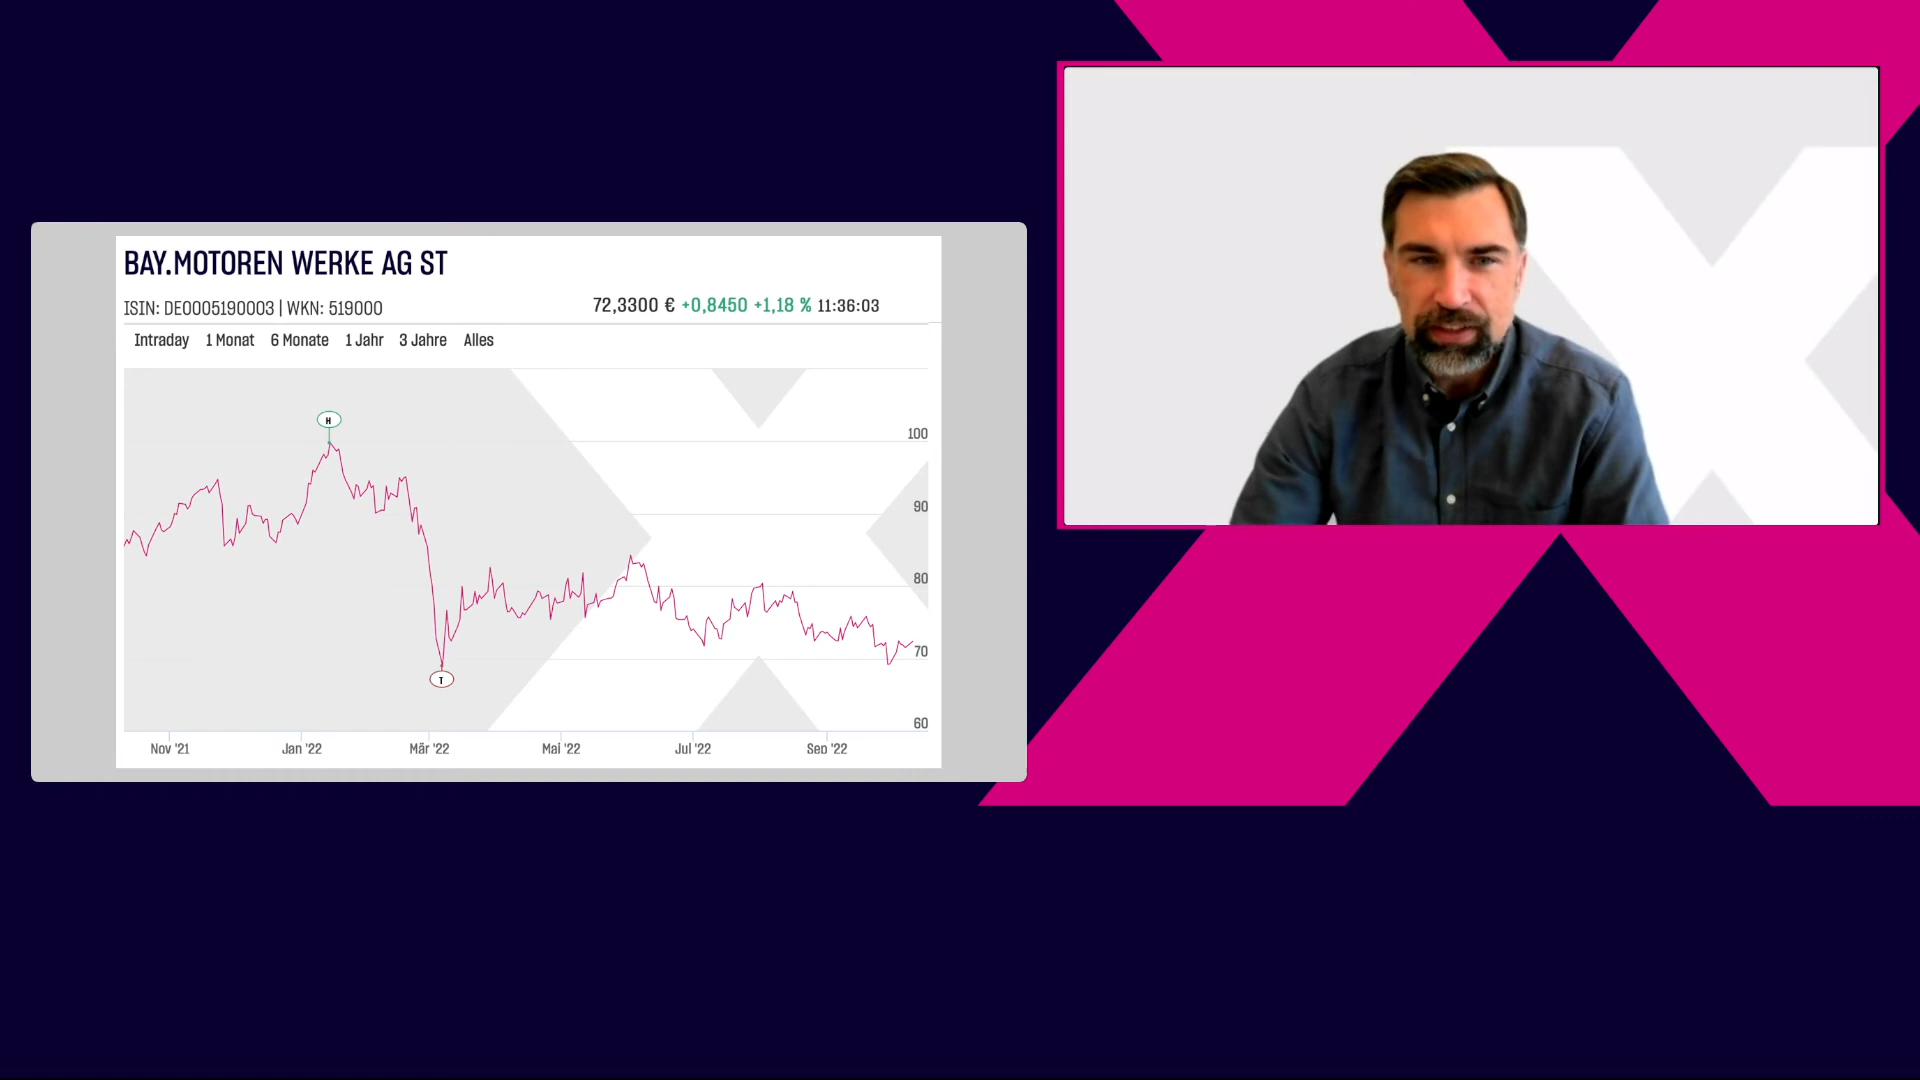 BAY.MOTOREN WERKE AG ST
ISIN: DE0005190003 | WKN: 519000
72,3300 € +0,8450 +1,18 % 11:36:03
Intraday 1 Monat 6 Monate 1 Jahr 3 Jahre Alles
H
100
90
80
70
T
60
Nov '21 Jan '22 Mär '22 Mai '22 Jul '22 Sep '22